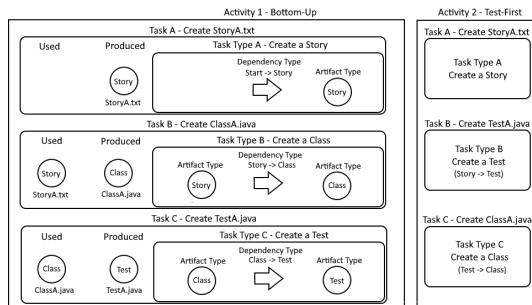 Activity 1 - Bottom-Up
Task A - Create StoryA.txt
Used
Produced
Task Type A - Create a Story
Story
StoryA.txt
Dependency Type
Start -> Story
Artifact Type
Story
Task B - Create ClassA.java
Used
Produced
Task Type B - Create a Class
Story
StoryA.txt
Class
ClassA.java
Artifact Type
Story
Dependency Type
Story -> Class
Artifact Type
Class
Task C - Create TestA.java
Used
Produced
Task Type C - Create a Test
Class
ClassA.java
Test
TestA.java
Artifact Type
Class
Dependency Type
Class -> Test
Artifact Type
Test
Activity 2 - Test-First
Task A - Create StoryA.txt
Task Type A
Create a Story
Task B - Create TestA.java
Task Type B
Create a Test
(Story -> Test)
Task C - Create ClassA.java
Task Type C
Create a Class
(Test -> Class)